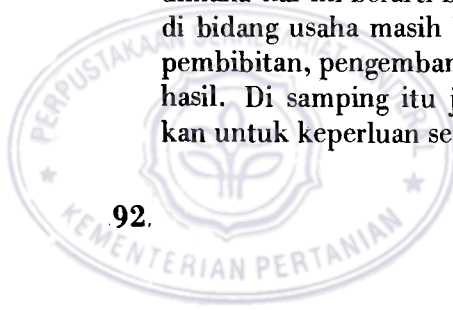 di bidang usaha masih
pembibitan, pengemban
hasil. Di samping itu j
kan untuk keperluan se
92.
PERPUSTAKAAN
KEMENTERIAN PERTANIAN